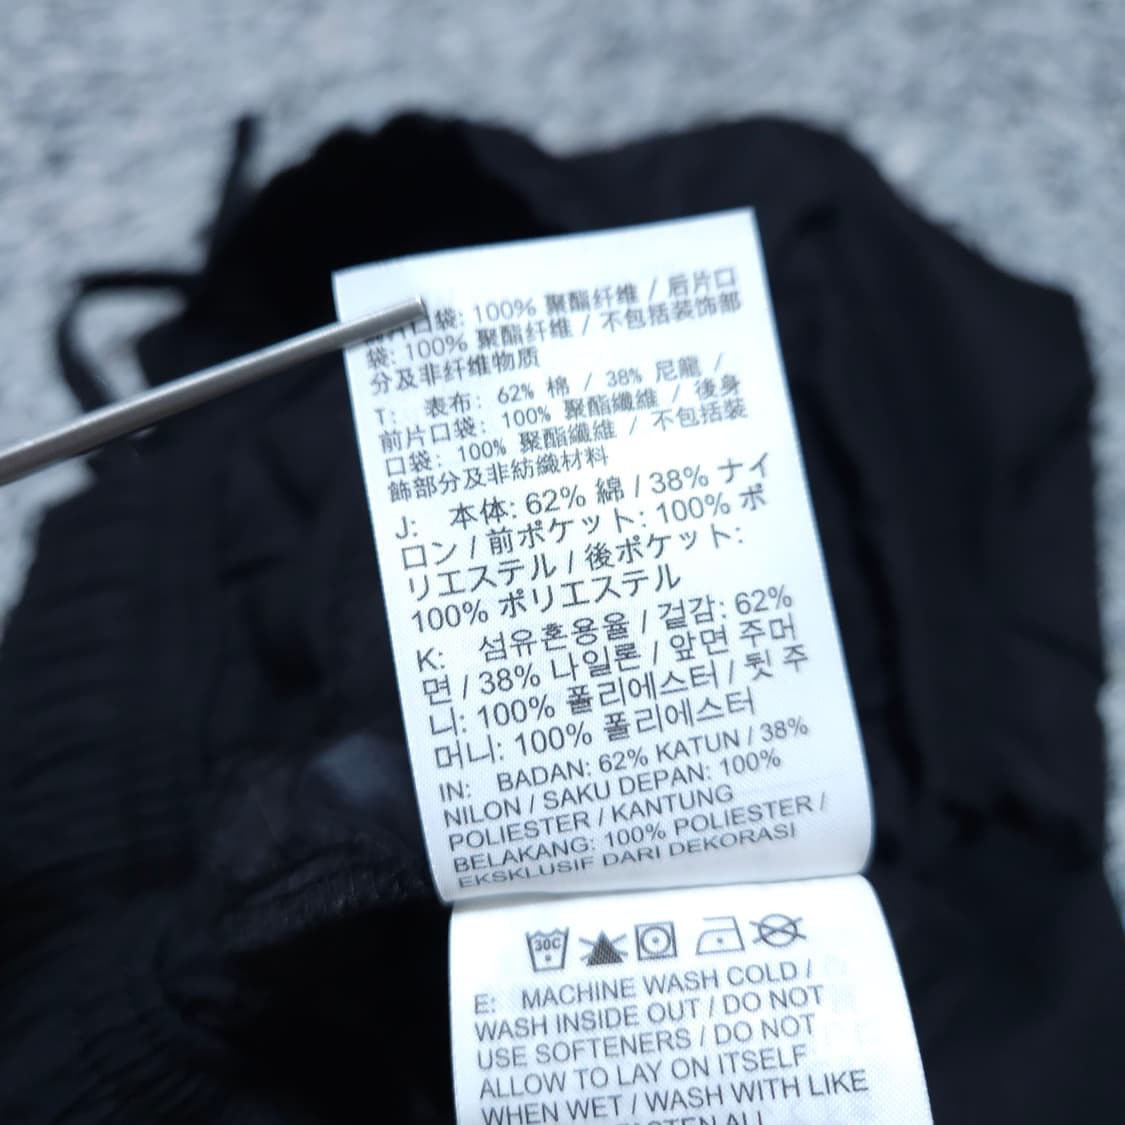 口袋: 100% 聚酯纤维 / 后片口
袋: 100% 聚酯纤维 / 不包括装饰部
分及非纤维物质
T: 表布: 62% 棉 / 38% 尼龍 /
前片口袋: 100% 聚酯纖維 / 後身
口袋: 100% 聚酯纖維 / 不包括裝
飾部分及非紡織材料
J: 本体: 62% 綿 / 38% ナイ
ロン / 前ポケット: 100% ポ
リエステル / 後ポケット:
100% ポリエステル
K: 섬유혼용율 / 겉감: 62%
면 / 38% 나일론 / 앞면 주머
니: 100% 폴리에스터 / 뒷 주
머니: 100% 폴리에스터
IN: BADAN: 62% KATUN / 38%
NILON / SAKU DEPAN: 100%
POLIESTER / KANTUNG
BELAKANG: 100% POLIESTER /
EKSKLUSIF DARI DEKORASI
30C
E: MACHINE WASH COLD /
WASH INSIDE OUT / DO NOT
USE SOFTENERS / DO NOT
ALLOW TO LAY ON ITSELF
WHEN WET / WASH WITH LIKE